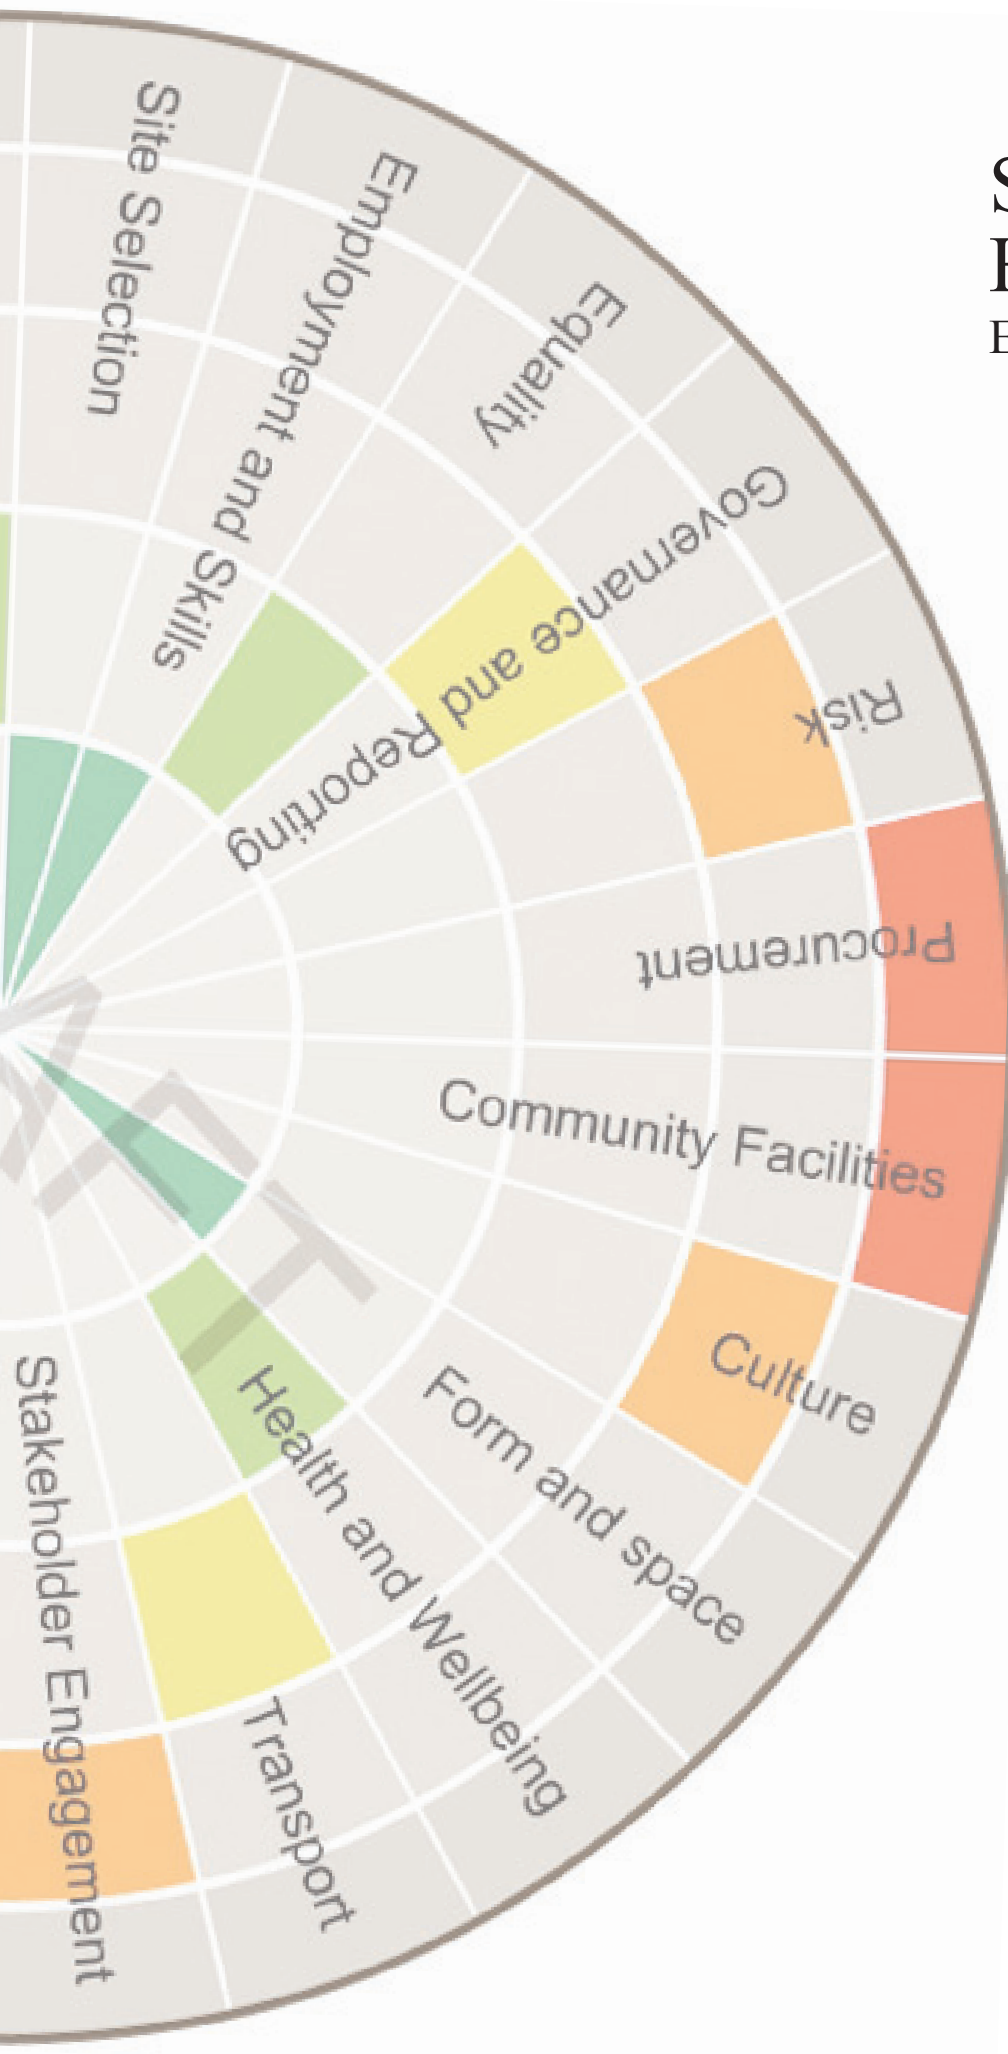 Site Selection
Employment and Skills
Equality
Governance and Reporting
Risk
Procurement
Community Facilities
Culture
Form and space
Health and Wellbeing
Transport
Stakeholder Engagement